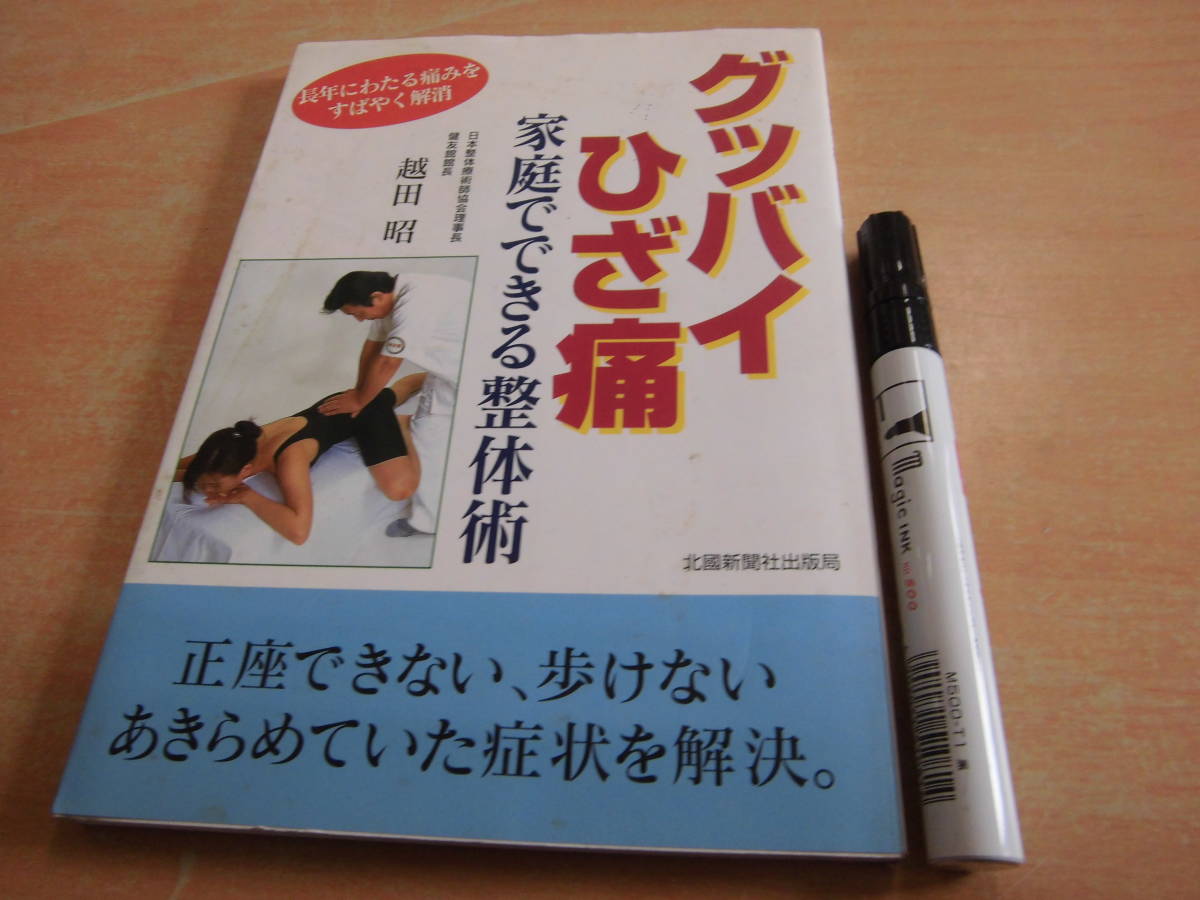 グッバイ
ひざ痛
家庭でできる整体術
長年にわたる痛みを
すばやく解消
日本整体療術師協会理事長
健友館館長
越田 昭
北國新聞社出版局
正座できない、歩けない
あきらめていた症状を解決。
Magic INK
500
M500-T1 黒